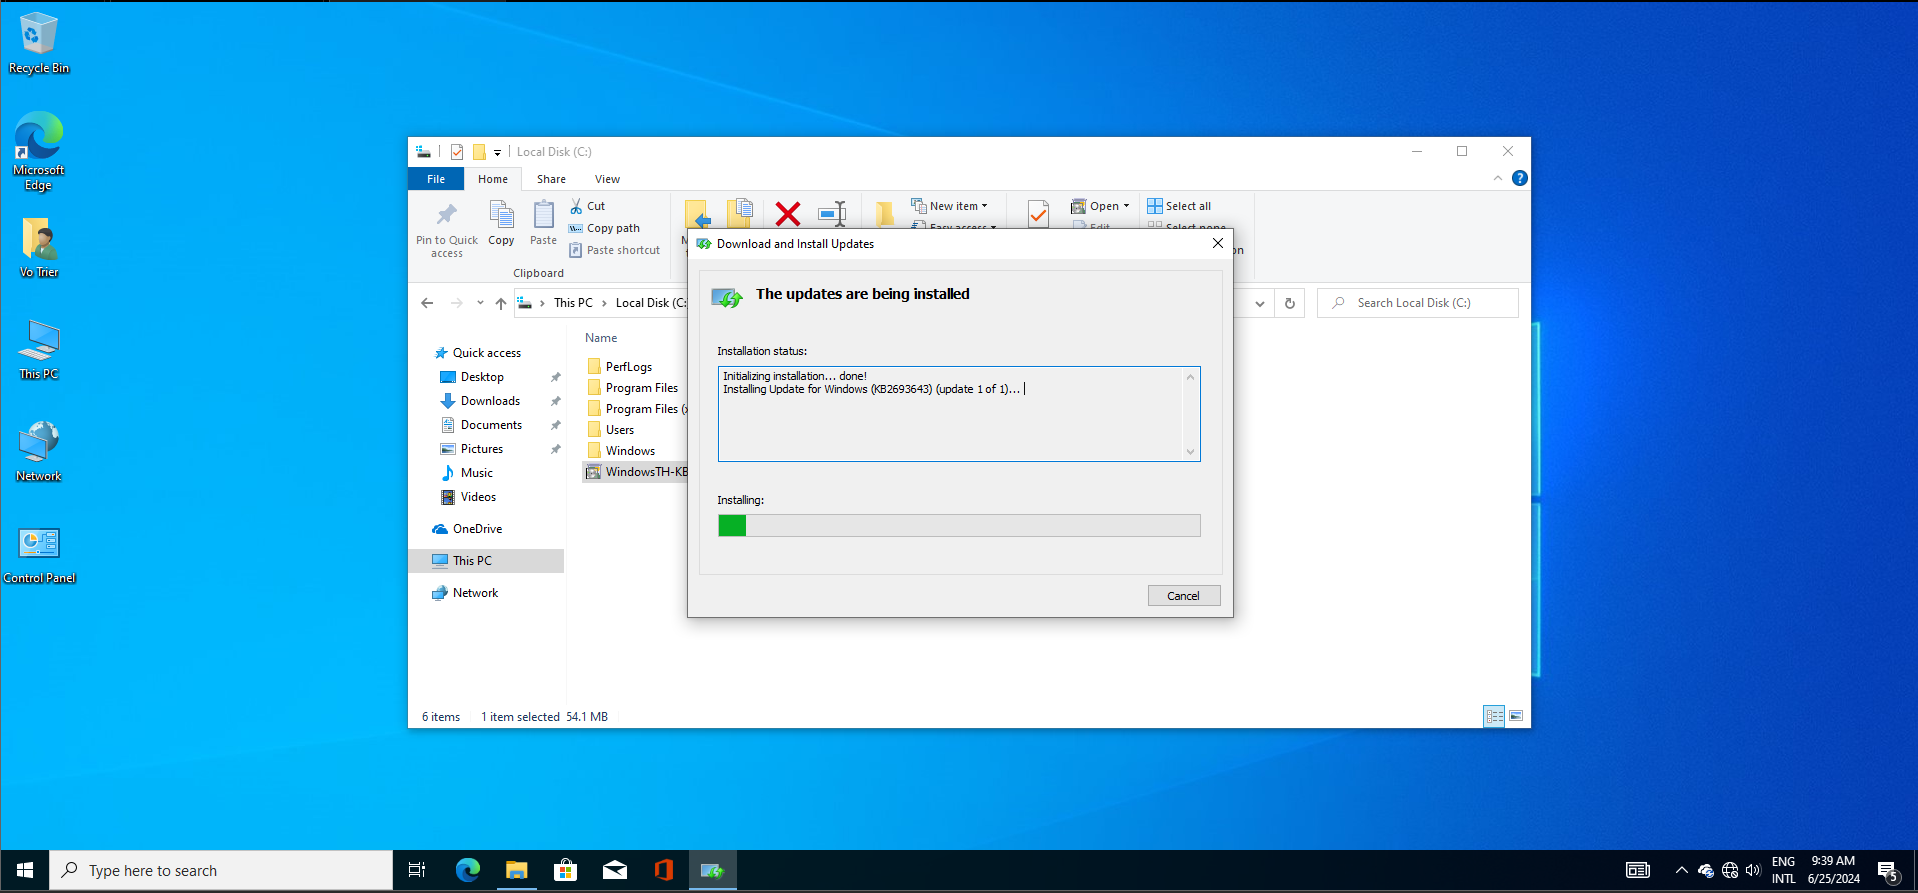 Recycle Bin
Microsoft
Edge
Vo Trier
This PC
Network
Control Panel
Local Disk (C:)
File
Home
Share
View
Pin to Quick
access
Copy
Paste
Cut
Copy path
Paste shortcut
Clipboard
New item
Easy access
Open
Edit
Select all
Select none
This PC
Local Disk (C:
Search Local Disk (C:)
Quick access
Desktop
Downloads
Documents
Pictures
Music
Videos
OneDrive
This PC
Network
Name
PerfLogs
Program Files
Program Files (
Users
Windows
WindowsTH-KB
6 items
1 item selected 54.1 MB
Download and Install Updates
The updates are being installed
Installation status:
Initializing installation... done!
Installing Update for Windows (KB2693643) (update 1 of 1)...
Installing:
Cancel
Type here to search
ENG
INTL
9:39 AM
6/25/2024
5